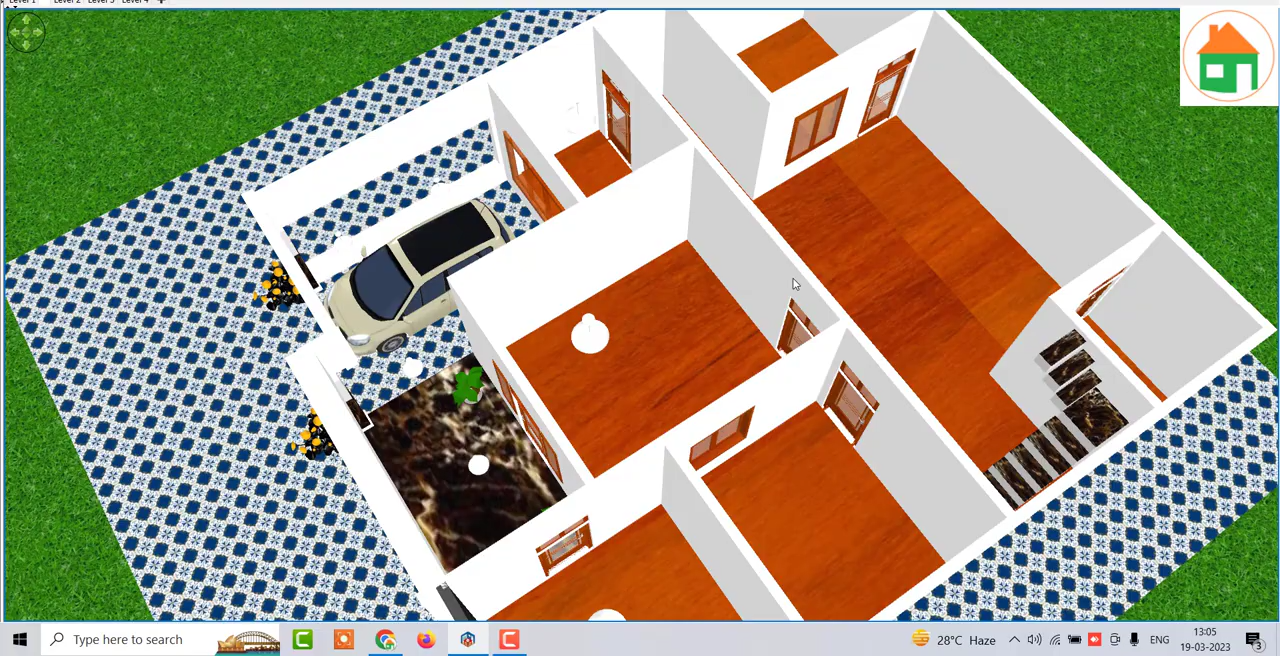 Level 1 Level 2 Level 3 Level 4
Type here to search
28°C Haze
ENG
13:05
19-03-2023
3